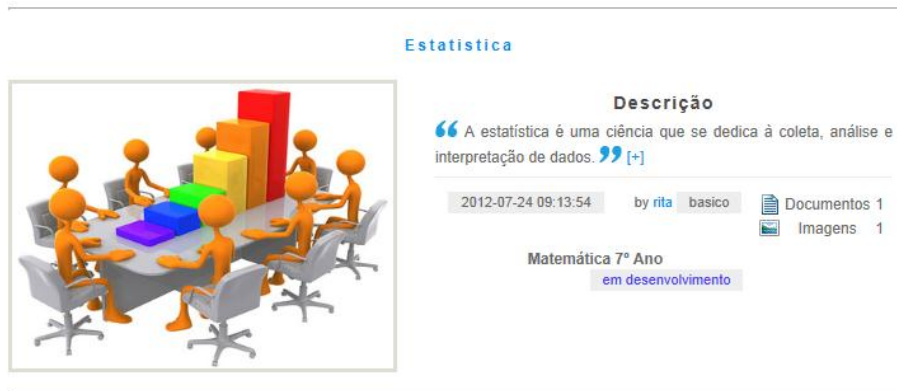 Estatistica
Descrição
“ A estatística é uma ciência que se dedica à coleta, análise e
interpretação de dados. ” [+]
2012-07-24 09:13:54 by rita basico Documentos 1
Imagens 1
Matemática 7º Ano
em desenvolvimento